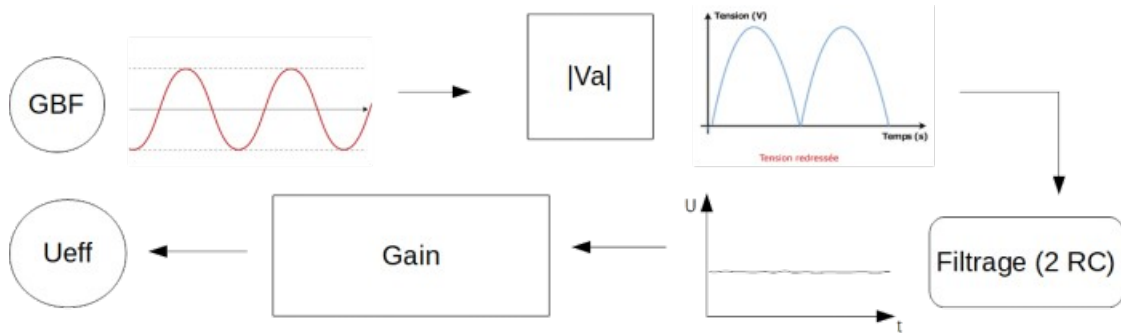 GBF
|Va|
Tension (V)
Temps (s)
Tension redressée
Ueff
Gain
U
t
Filtrage (2 RC)